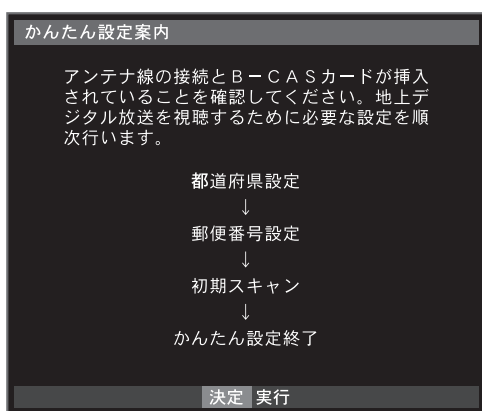 かんたん設定案内
アンテナ線の接続とB－CASカードが挿入
されていることを確認してください。地上デ
ジタル放送を視聴するために必要な設定を順
次行います。
都道府県設定
↓
郵便番号設定
↓
初期スキャン
↓
かんたん設定終了
決定 実行